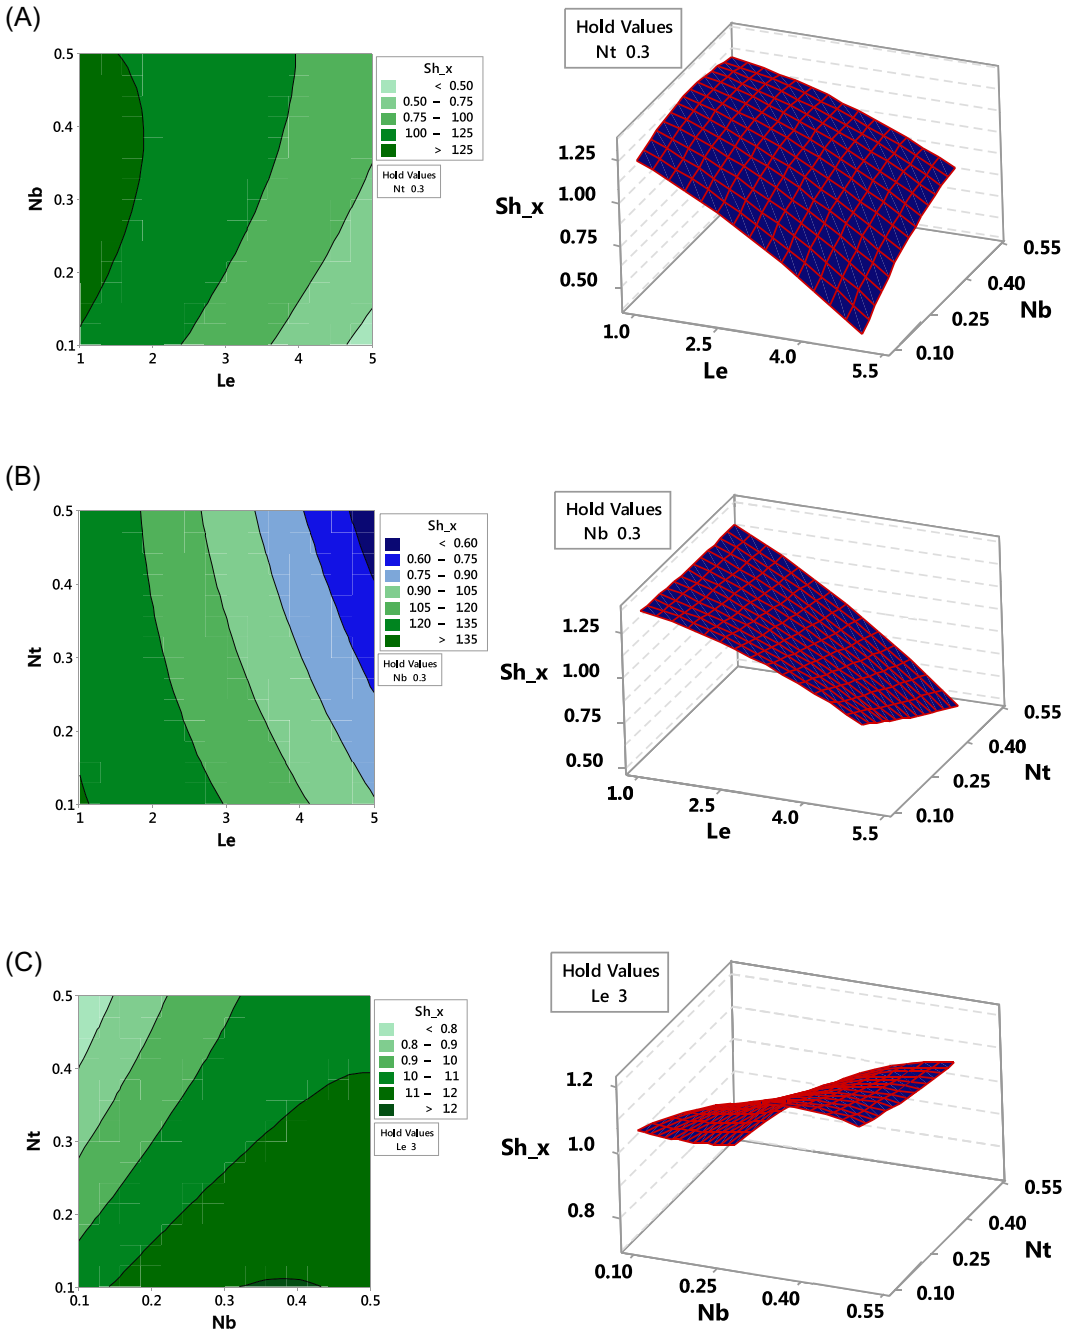 (A)
0.5
0.4
0.3
0.2
0.1
Nb
1 2 3 4 5
Le
Sh_x
< 0.50
0.50 – 0.75
0.75 – 100
100 – 125
> 125
Hold Values
Nt 0.3
Hold Values
Nt 0.3
1.25
1.00
0.75
0.50
Sh_x
1.0 2.5 4.0 5.5
Le
0.55
0.40
0.25
0.10
Nb
(B)
0.5
0.4
0.3
0.2
0.1
Nt
1 2 3 4 5
Le
Sh_x
< 0.60
0.60 – 0.75
0.75 – 0.90
0.90 – 105
105 – 120
120 – 135
> 135
Hold Values
Nb 0.3
Hold Values
Nb 0.3
1.25
1.00
0.75
0.50
Sh_x
1.0 2.5 4.0 5.5
Le
0.55
0.40
0.25
0.10
Nt
(C)
0.5
0.4
0.3
0.2
0.1
Nt
0.1 0.2 0.3 0.4 0.5
Nb
Sh_x
< 0.8
0.8 – 0.9
0.9 – 10
10 – 11
11 – 12
> 12
Hold Values
Le 3
Hold Values
Le 3
1.2
1.0
0.8
Sh_x
0.10 0.25 0.40 0.55
Nb
0.55
0.40
0.25
0.10
Nt